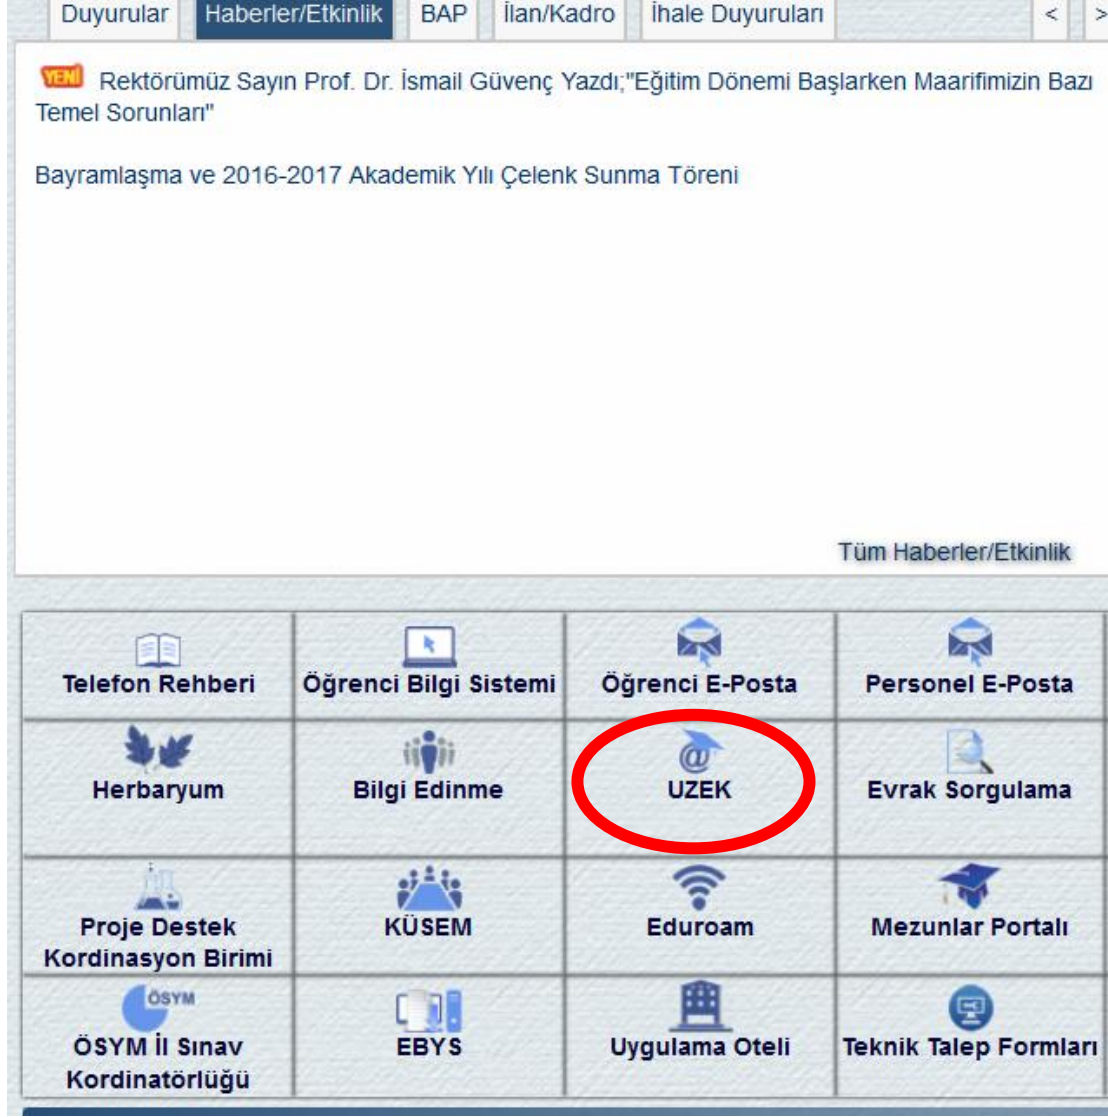 Duyurular Haberler/Etkinlik BAP İlan/Kadro İhale Duyuruları < >
YENİ Rektörümüz Sayın Prof. Dr. İsmail Güvenç Yazdı;"Eğitim Dönemi Başlarken Maarifimizin Bazı
Temel Sorunları"
Bayramlaşma ve 2016-2017 Akademik Yılı Çelenk Sunma Töreni
Tüm Haberler/Etkinlik
Telefon Rehberi Öğrenci Bilgi Sistemi Öğrenci E-Posta Personel E-Posta
@
Herbaryum Bilgi Edinme UZEK Evrak Sorgulama
Proje Destek KÜSEM Eduroam Mezunlar Portalı
Kordinasyon Birimi
ÖSYM
ÖSYM İl Sınav EBYS Uygulama Oteli Teknik Talep Formları
Kordinatörlüğü